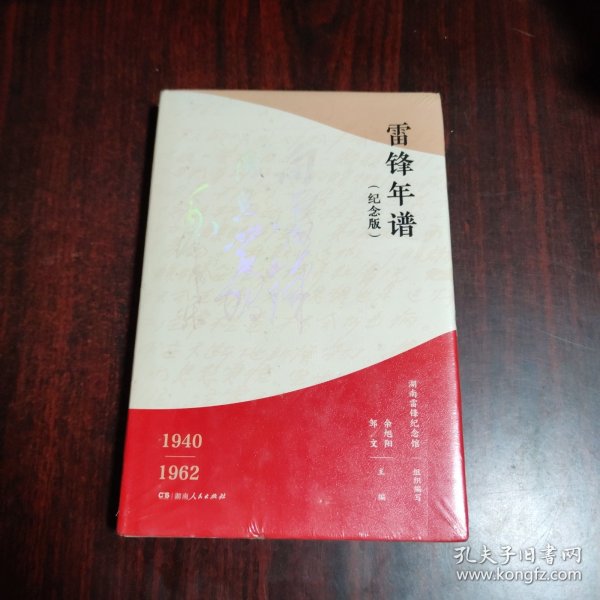 雷锋年谱
（纪念版）
湖南雷锋纪念馆 组织编写
余旭阳
邹文
主编
1940
1962
湖南人民出版社
孔夫子旧书网
www.kongfz.com